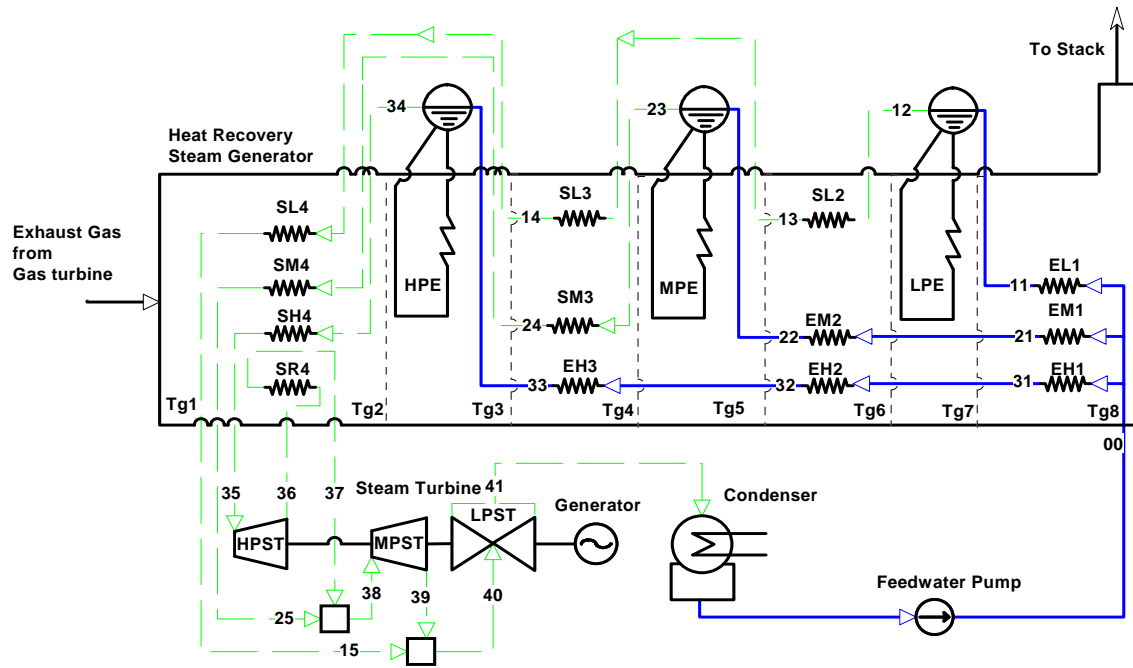 To Stack
34
23
12
Heat Recovery
Steam Generator
SL4
SL3
SL2
14
13
Exhaust Gas
from
Gas turbine
SM4
HPE
MPE
LPE
11
EL1
SH4
SM3
24
22
EM2
21
EM1
SR4
EH3
33
EH2
32
EH1
31
Tg1
Tg2
Tg3
Tg4
Tg5
Tg6
Tg7
Tg8
00
35
36
37
Steam Turbine
41
LPST
Generator
Condenser
HPST
MPST
38
39
40
Feedwater Pump
25
15